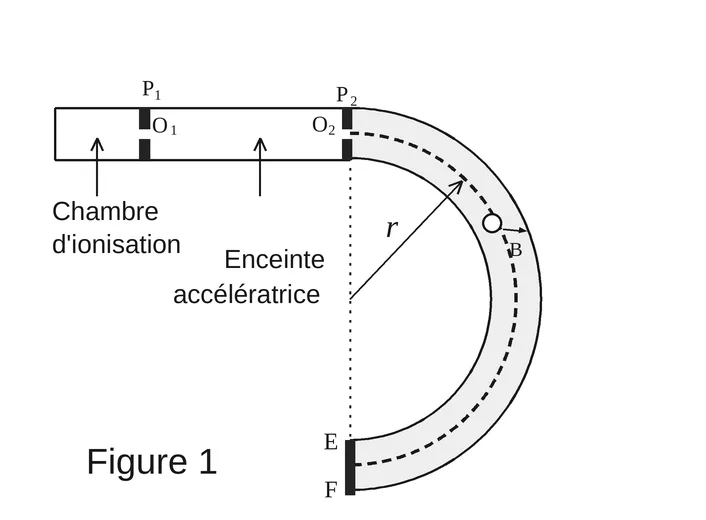 P1
P2
O1
O2
Chambre
d'ionisation
r
B
Enceinte
accélératrice
E
Figure 1
F